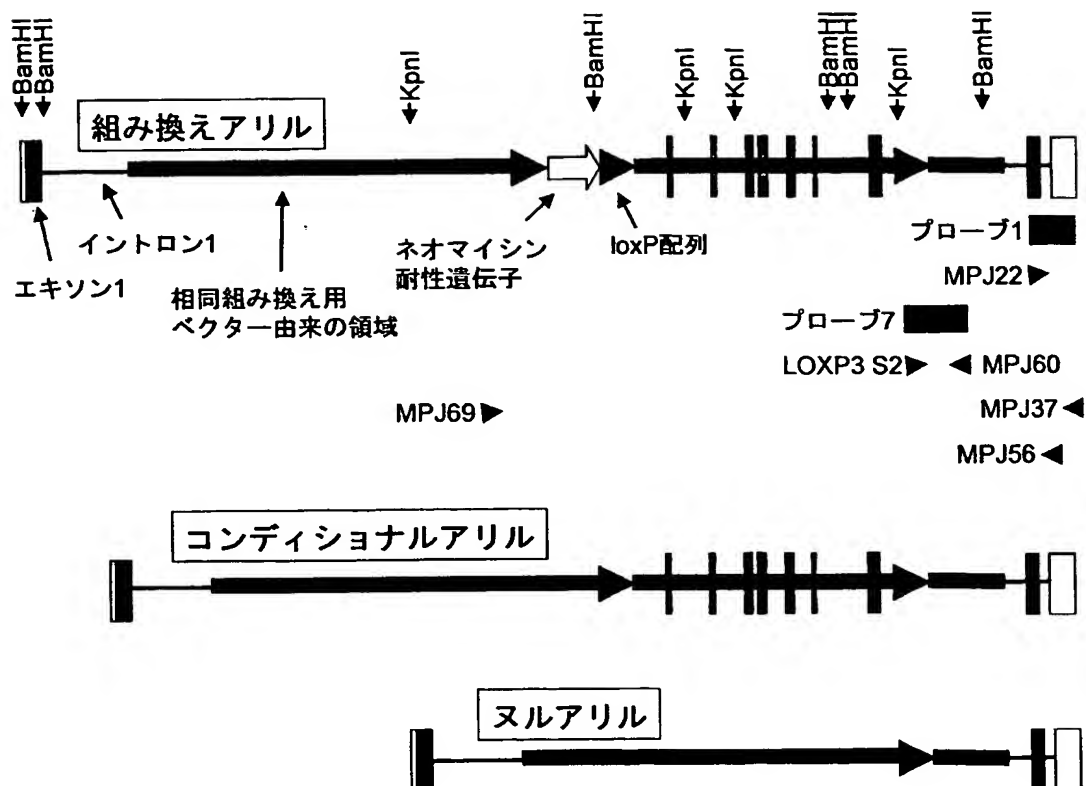 BamHI
BamHI
KpnI
BamHI
KpnI
KpnI
BamHI
BamHI
KpnI
BamHI
組み換えアリル
イントロン1
エキソン1
相同組み換え用
ベクター由来の領域
ネオマイシン
耐性遺伝子
loxP配列
プローブ1
MPJ22
プローブ7
LOXP3 S2
MPJ60
MPJ69
MPJ37
MPJ56
コンディショナルアリル
ヌルアリル